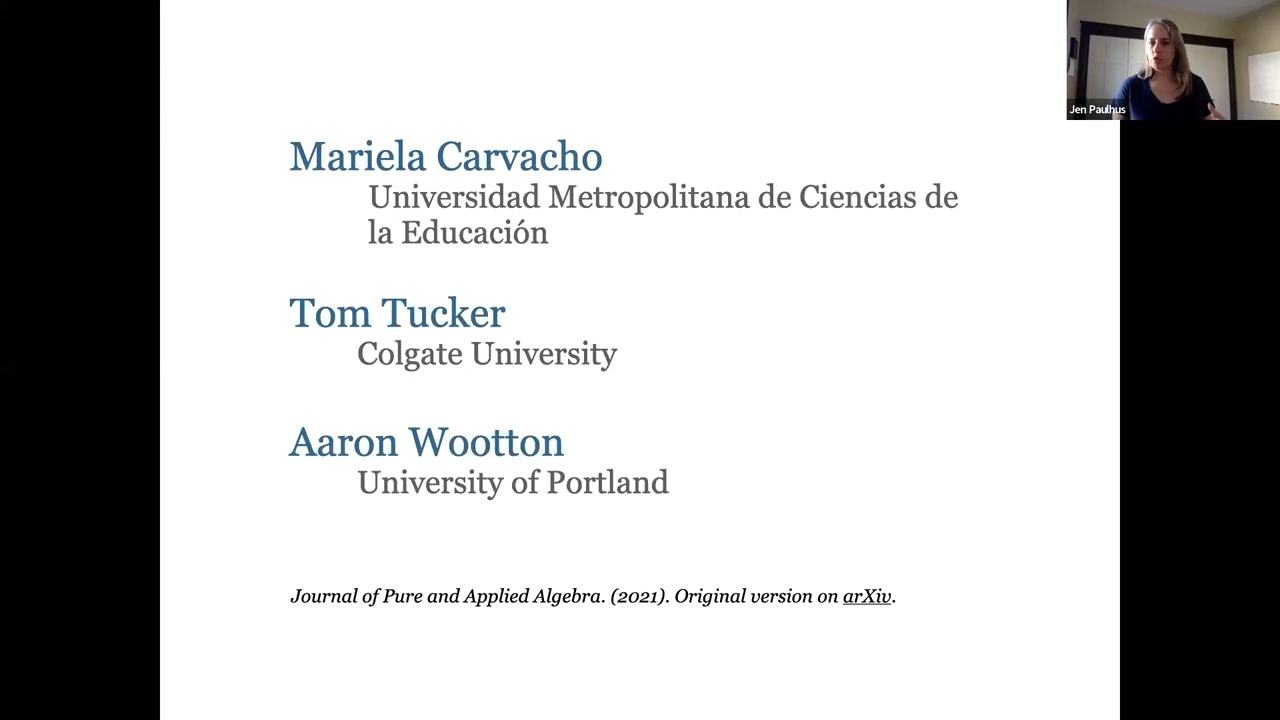 Jen Paulhus
Mariela Carvacho
Universidad Metropolitana de Ciencias de
la Educación
Tom Tucker
Colgate University
Aaron Wootton
University of Portland
Journal of Pure and Applied Algebra. (2021). Original version on arXiv.